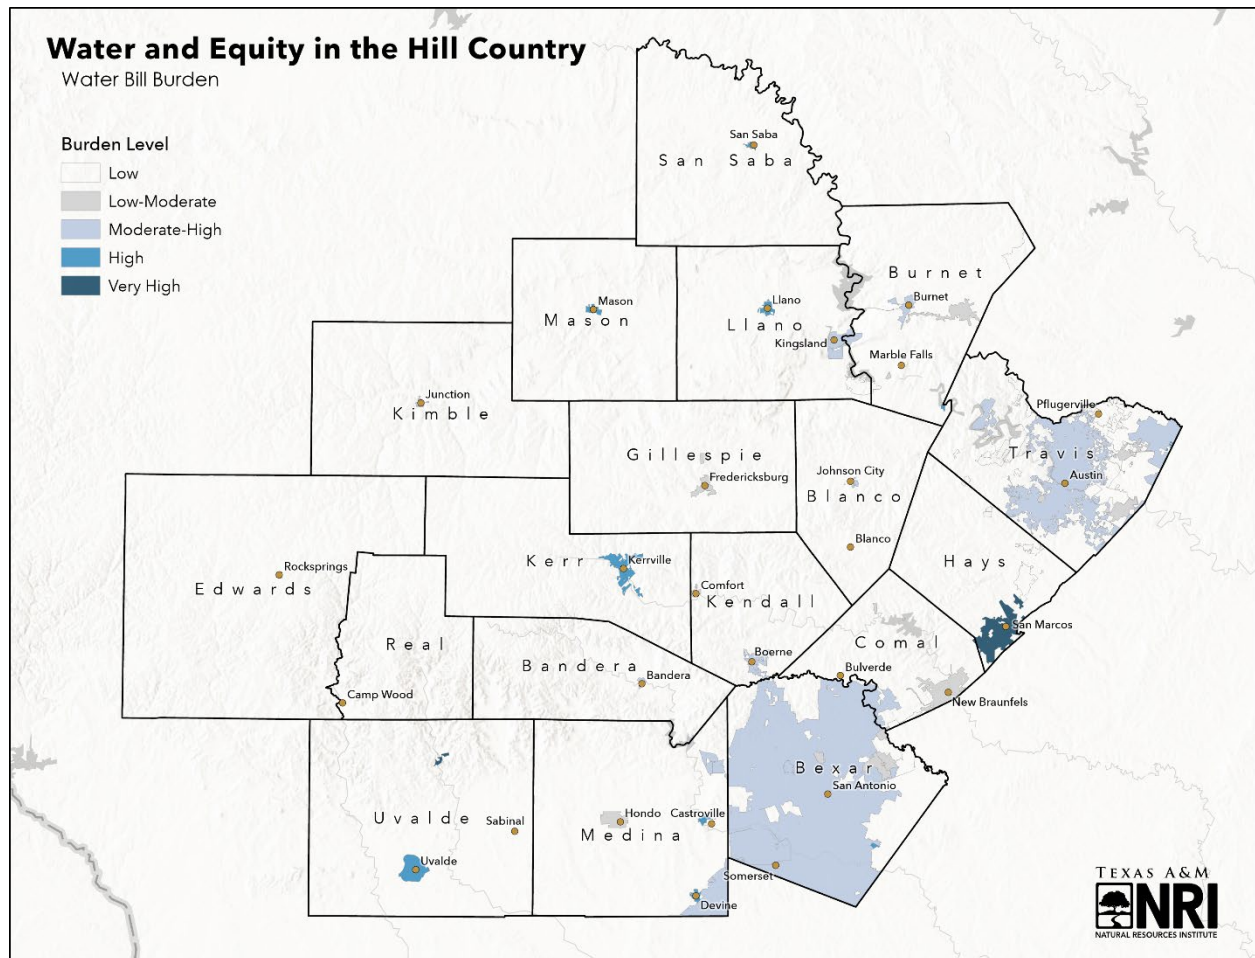 Water and Equity in the Hill Country
Water Bill Burden
Burden Level
Low
Low-Moderate
Moderate-High
High
Very High
San Saba
San Saba
Burnet
Burnet
Mason
Mason
Llano
Llano
Kingsland
Marble Falls
Junction
Kimble
Pflugerville
Travis
Austin
Gillespie
Fredericksburg
Johnson City
Blanco
Blanco
Rocksprings
Edwards
Kerr
Kerrville
Comfort
Kendall
Hays
San Marcos
Real
Camp Wood
Bandera
Bandera
Boerne
Comal
Bulverde
New Braunfels
Bexar
San Antonio
Uvalde
Sabinal
Uvalde
Hondo
Medina
Castroville
Somerset
Devine
TEXAS A&M
NRI
NATURAL RESOURCES INSTITUTE